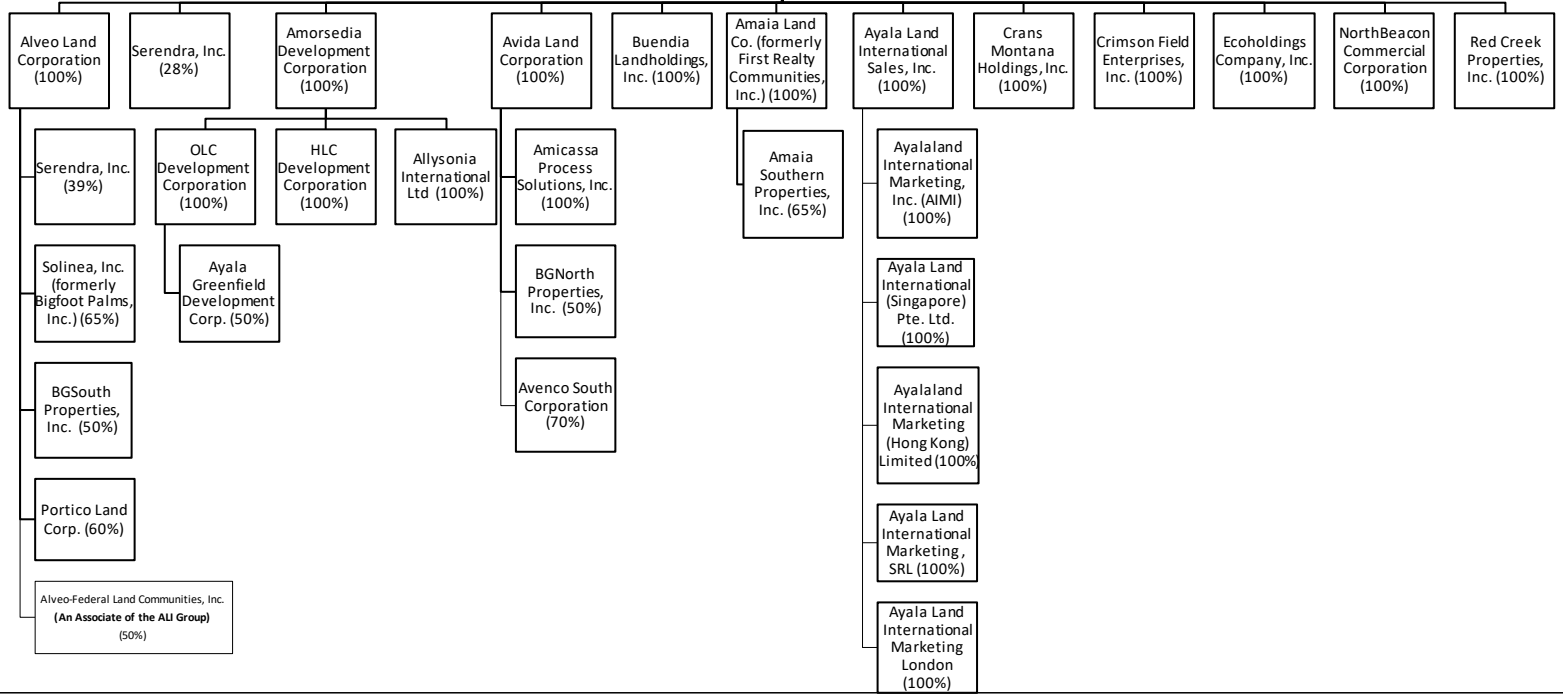 Alveo Land
Corporation
(100%)
Serendra, Inc.
(28%)
Amorsedia
Development
Corporation
(100%)
Avida Land
Corporation
(100%)
Buendia
Landholdings,
Inc. (100%)
Amaia Land
Co. (formerly
First Realty
Communities,
Inc.) (100%)
Ayala Land
International
Sales, Inc.
(100%)
Crans
Montana
Holdings, Inc.
(100%)
Crimson Field
Enterprises,
Inc. (100%)
Ecoholdings
Company, Inc.
(100%)
NorthBeacon
Commercial
Corporation
(100%)
Red Creek
Properties,
Inc. (100%)
Serendra, Inc.
(39%)
Solinea, Inc.
(formerly
Bigfoot Palms,
Inc.) (65%)
BGSouth
Properties,
Inc. (50%)
Portico Land
Corp. (60%)
Alveo-Federal Land Communities, Inc.
(An Associate of the ALI Group)
(50%)
OLC
Development
Corporation
(100%)
HLC
Development
Corporation
(100%)
Allysonia
International
Ltd (100%)
Ayala
Greenfield
Development
Corp. (50%)
Amicassa
Process
Solutions, Inc.
(100%)
BGNorth
Properties,
Inc. (50%)
Avenco South
Corporation
(70%)
Amaia
Southern
Properties,
Inc. (65%)
Ayalaland
International
Marketing,
Inc. (AIMI)
(100%)
Ayala Land
International
(Singapore)
Pte. Ltd.
(100%)
Ayalaland
International
Marketing
(Hong Kong)
Limited (100%)
Ayala Land
International
Marketing ,
SRL (100%)
Ayala Land
International
Marketing
London
(100%)